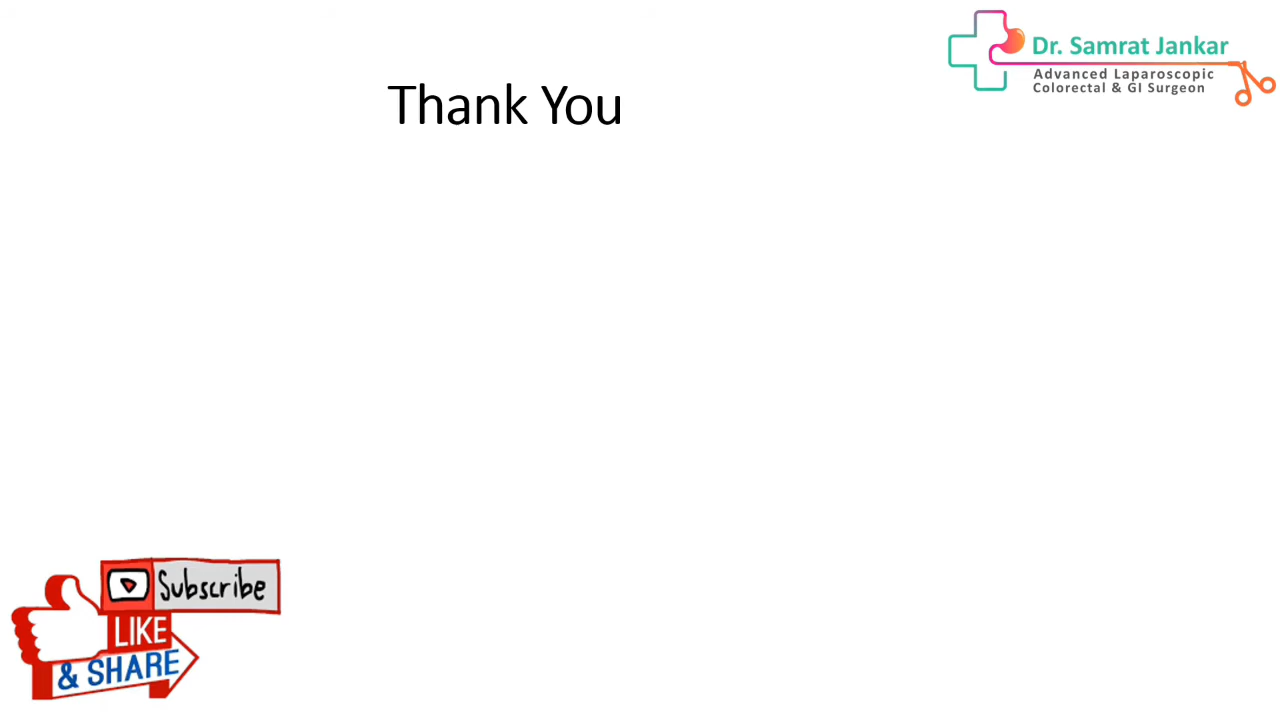 Dr. Samrat Jankar
Advanced Laparoscopic
Colorectal & GI Surgeon
Thank You
Subscribe
LIKE
& SHARE